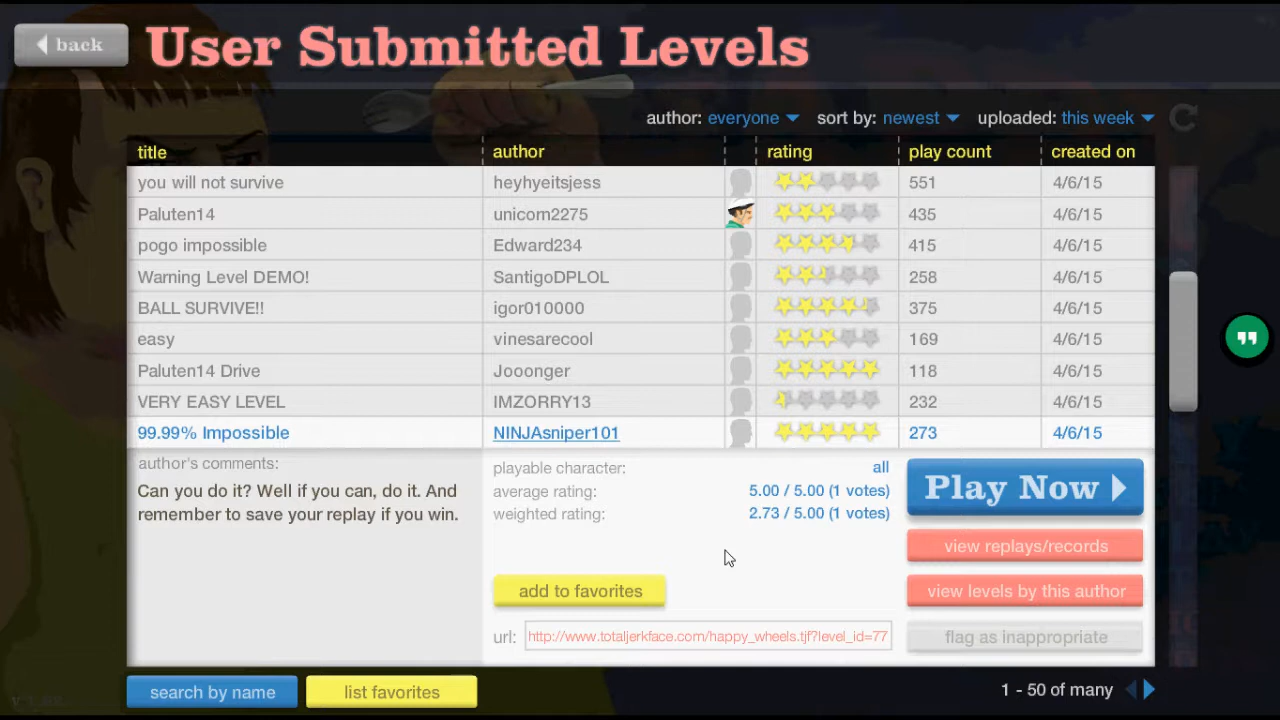 back
User Submitted Levels
author: everyone sort by: newest uploaded: this week
title author rating play count created on
you will not survive heyhyeitsjess 551 4/6/15
Paluten14 unicom2275 435 4/6/15
pogo impossible Edward234 415 4/6/15
Warning Level DEMO! SantigoDPLOL 258 4/6/15
BALL SURVIVE!! igor010000 375 4/6/15
easy vinesarecool 169 4/6/15
Paluten14 Drive Jooonger 118 4/6/15
VERY EASY LEVEL IMZORRY13 232 4/6/15
99.99% Impossible NINJAsniper101 273 4/6/15
author's comments:
Can you do it? Well if you can, do it. And
remember to save your replay if you win.
playable character: all
average rating: 5.00 / 5.00 (1 votes)
weighted rating: 2.73 / 5.00 (1 votes)
add to favorites
url: http://www.totaljerkface.com/happy_wheels.tjf?level_id=77
Play Now
view replays/records
view levels by this author
flag as inappropriate
search by name list favorites 1 - 50 of many